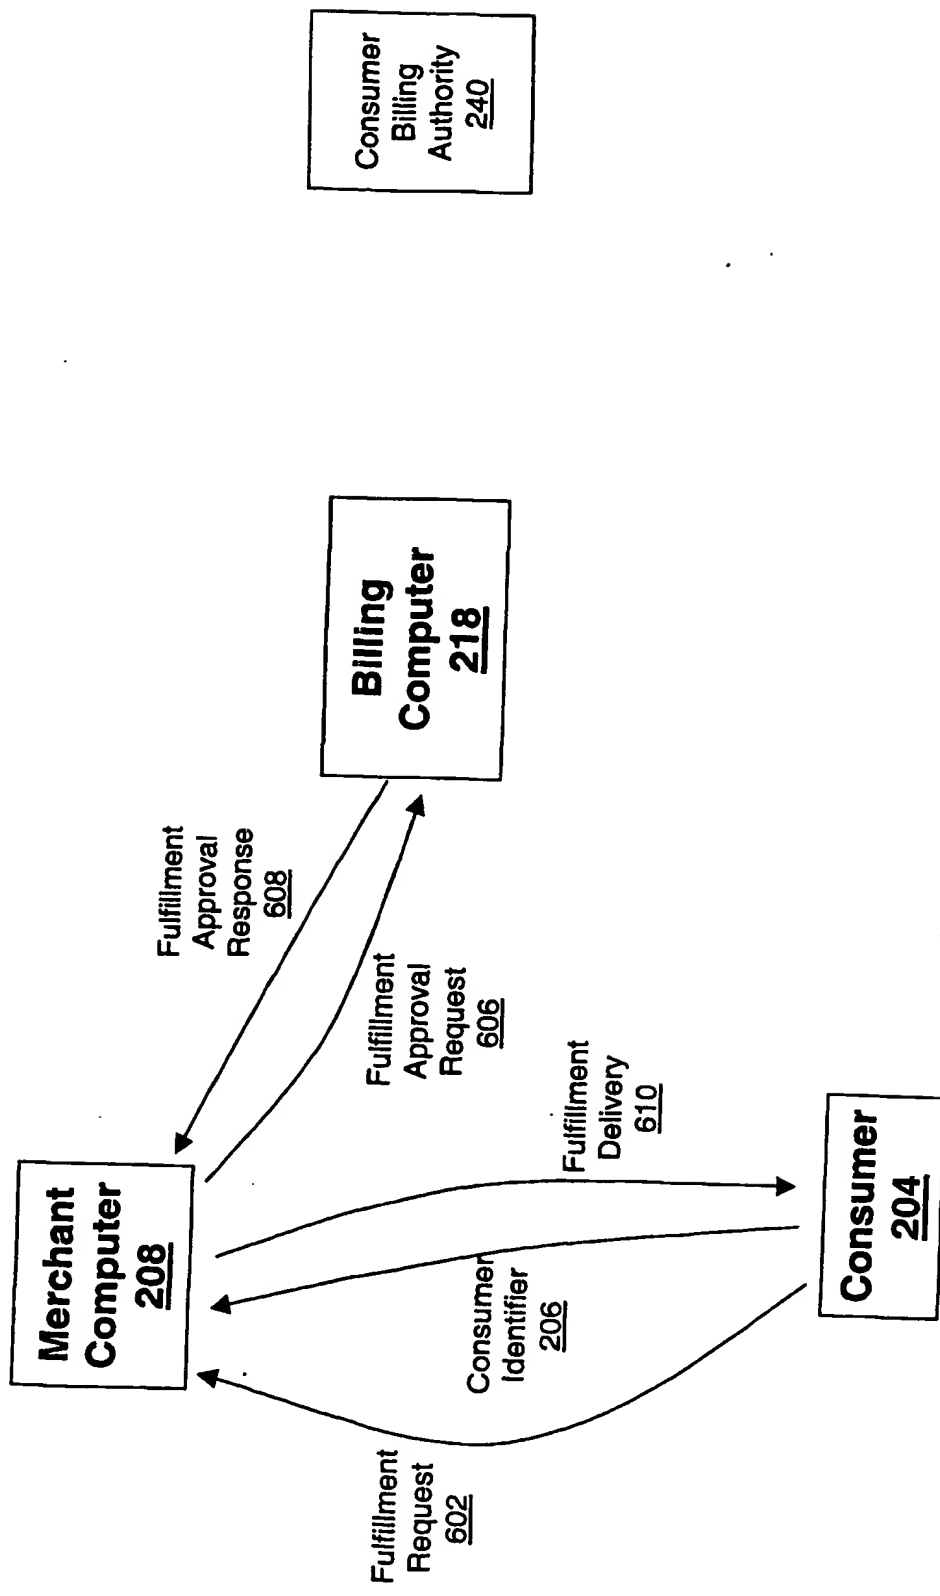 Merchant
Computer
208
Fulfillment
Approval
Response
608
Consumer
Billing
Authority
240
Billing
Computer
218
Fulfillment
Approval
Request
606
Fulfillment
Request
602
Consumer
Identifier
206
Fulfillment
Delivery
610
Consumer
204